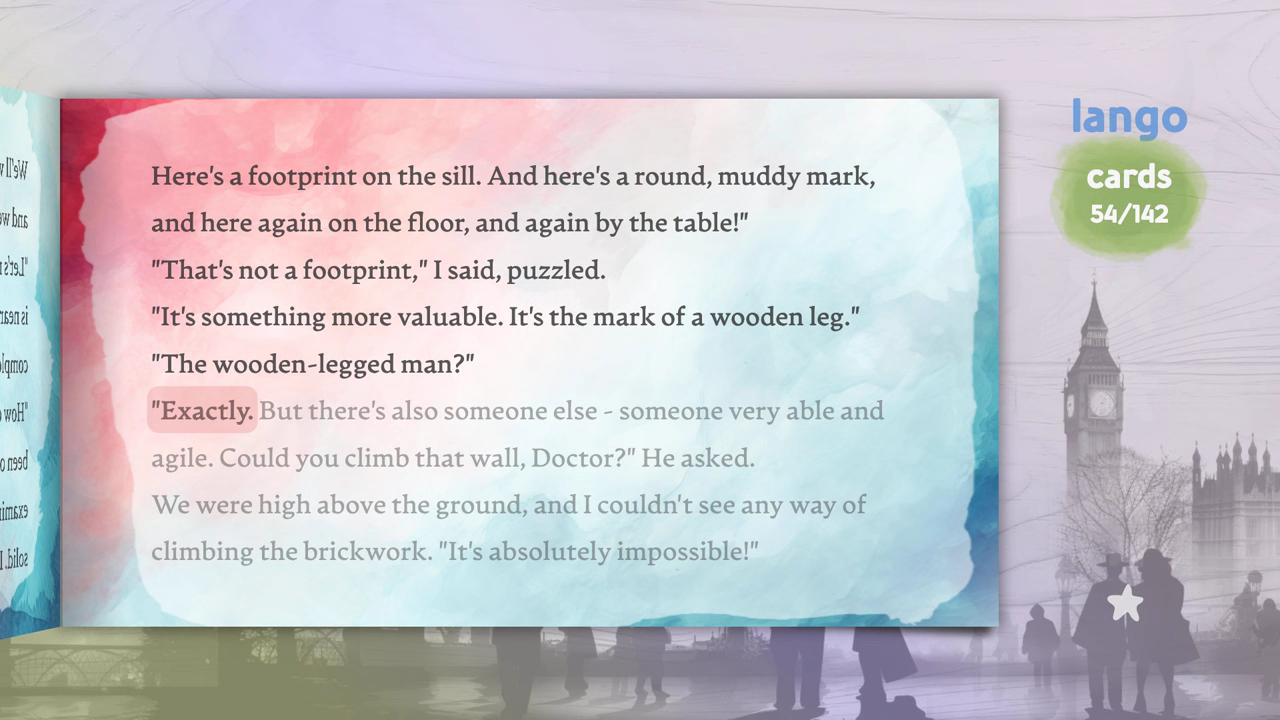 Here's a footprint on the sill. And here's a round, muddy mark,
and here again on the floor, and again by the table!"
"That's not a footprint," I said, puzzled.
"It's something more valuable. It's the mark of a wooden leg."
"The wooden-legged man?"
"Exactly. But there's also someone else - someone very able and
agile. Could you climb that wall, Doctor?" He asked.
We were high above the ground, and I couldn't see any way of
climbing the brickwork. "It's absolutely impossible!"
lango
cards
54/142